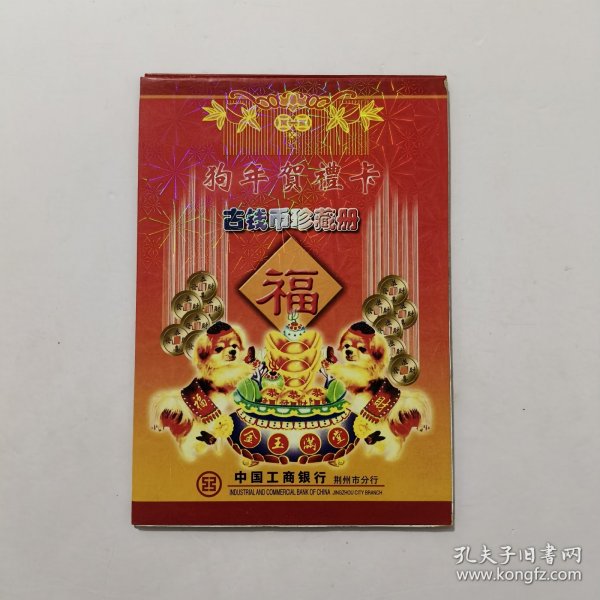 狗年賀禮卡
古钱币珍藏册
福
福
金玉满堂
中国工商银行 荆州市分行
INDUSTRIAL AND COMMERCIAL BANK OF CHINA JINGZHOU CITY BRANCH
孔夫子旧书网
www.kongfz.com